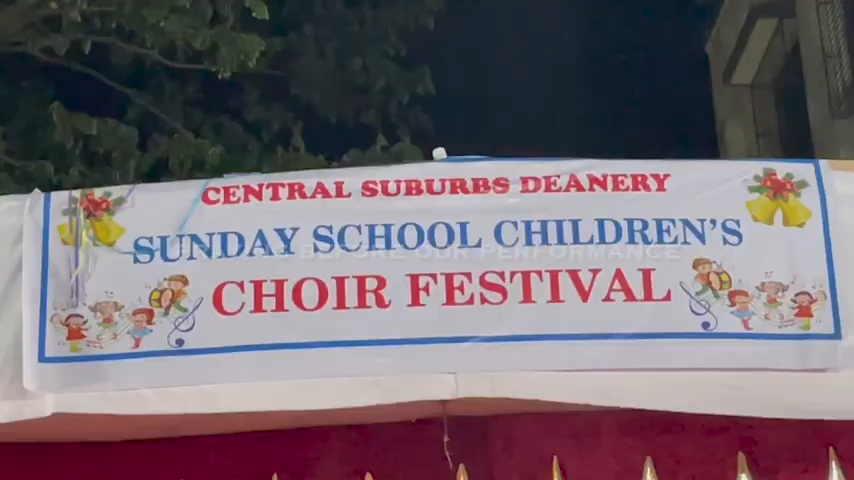 CENTRAL SUBURBS DEANERY
SUNDAY SCHOOL CHILDREN'S
BEFORE OUR PERFORMANCE
CHOIR FESTIVAL